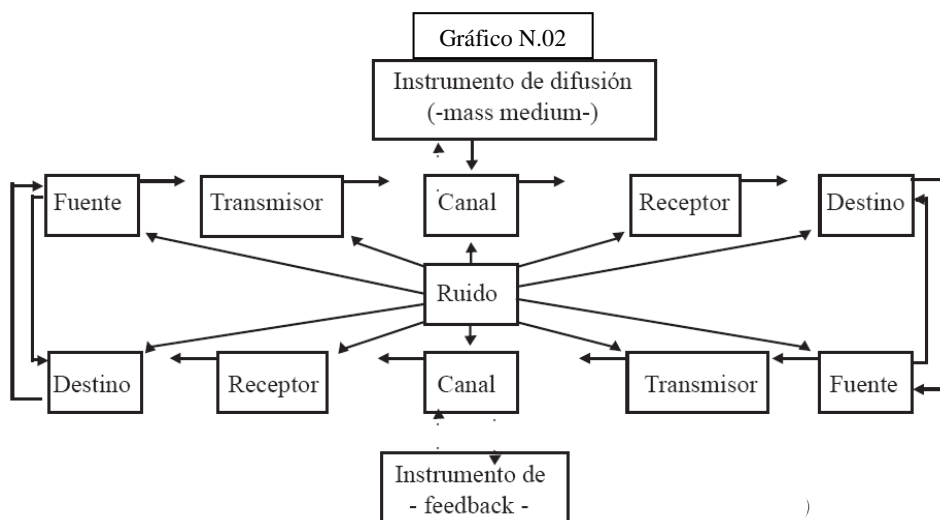 Gráfico N.02
Instrumento de difusión
(-mass medium-)
Fuente
Transmisor
Canal
Receptor
Destino
Ruido
Destino
Receptor
Canal
Transmisor
Fuente
Instrumento de
- feedback -
)